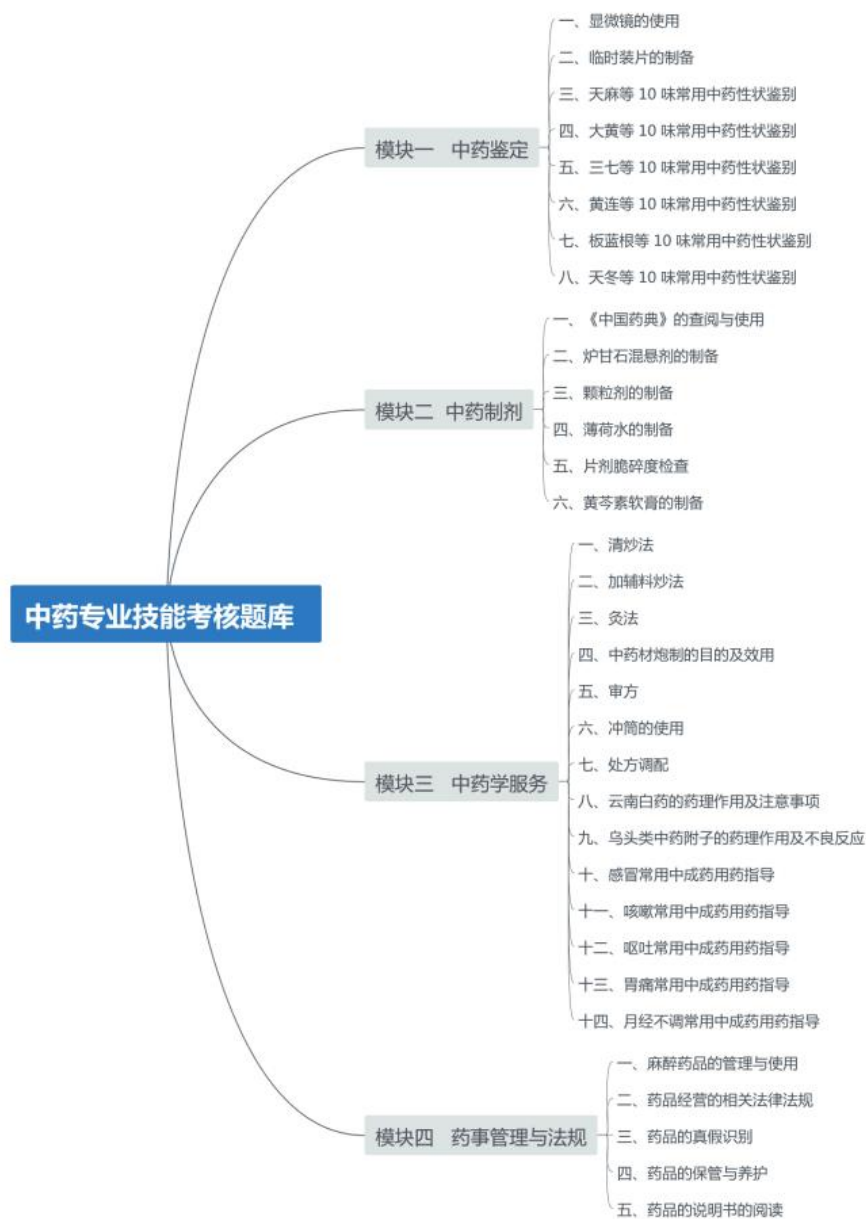 中药专业技能考核题库
模块一 中药鉴定
一、显微镜的使用
二、临时装片的制备
三、天麻等 10 味常用中药性状鉴别
四、大黄等 10 味常用中药性状鉴别
五、三七等 10 味常用中药性状鉴别
六、黄连等 10 味常用中药性状鉴别
七、板蓝根等 10 味常用中药性状鉴别
八、天冬等 10 味常用中药性状鉴别
模块二 中药制剂
一、《中国药典》的查阅与使用
二、炉甘石混悬剂的制备
三、颗粒剂的制备
四、薄荷水的制备
五、片剂脆碎度检查
六、黄芩素软膏的制备
模块三 中药学服务
一、清炒法
二、加辅料炒法
三、灸法
四、中药材炮制的目的及效用
五、审方
六、冲筒的使用
七、处方调配
八、云南白药的药理作用及注意事项
九、乌头类中药附子的药理作用及不良反应
十、感冒常用中成药用药指导
十一、咳嗽常用中成药用药指导
十二、呕吐常用中成药用药指导
十三、胃痛常用中成药用药指导
十四、月经不调常用中成药用药指导
模块四 药事管理与法规
一、麻醉药品的管理与使用
二、药品经营的相关法律法规
三、药品的真假识别
四、药品的保管与养护
五、药品的说明书的阅读